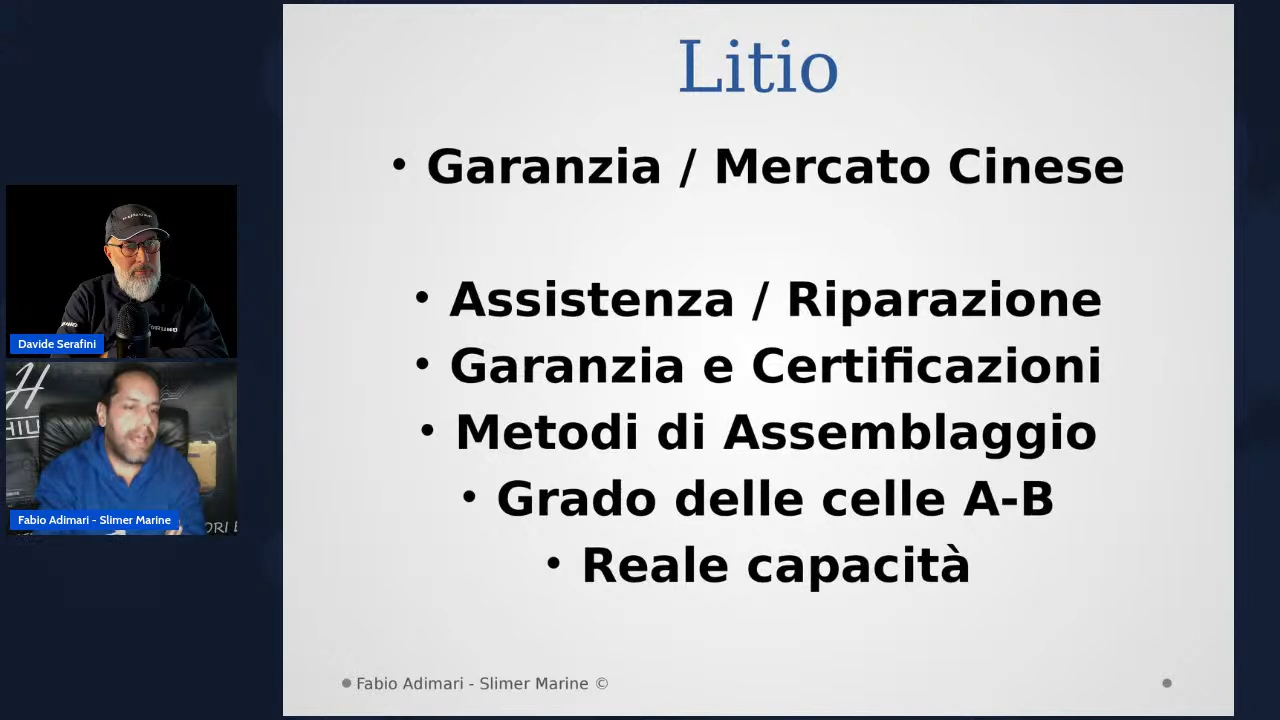 Litio
• Garanzia / Mercato Cinese
• Assistenza / Riparazione
• Garanzia e Certificazioni
• Metodi di Assemblaggio
• Grado delle celle A-B
• Reale capacità
Fabio Adimari - Slimer Marine ©
Davide Serafini
Fabio Adimari - Slimer Marine